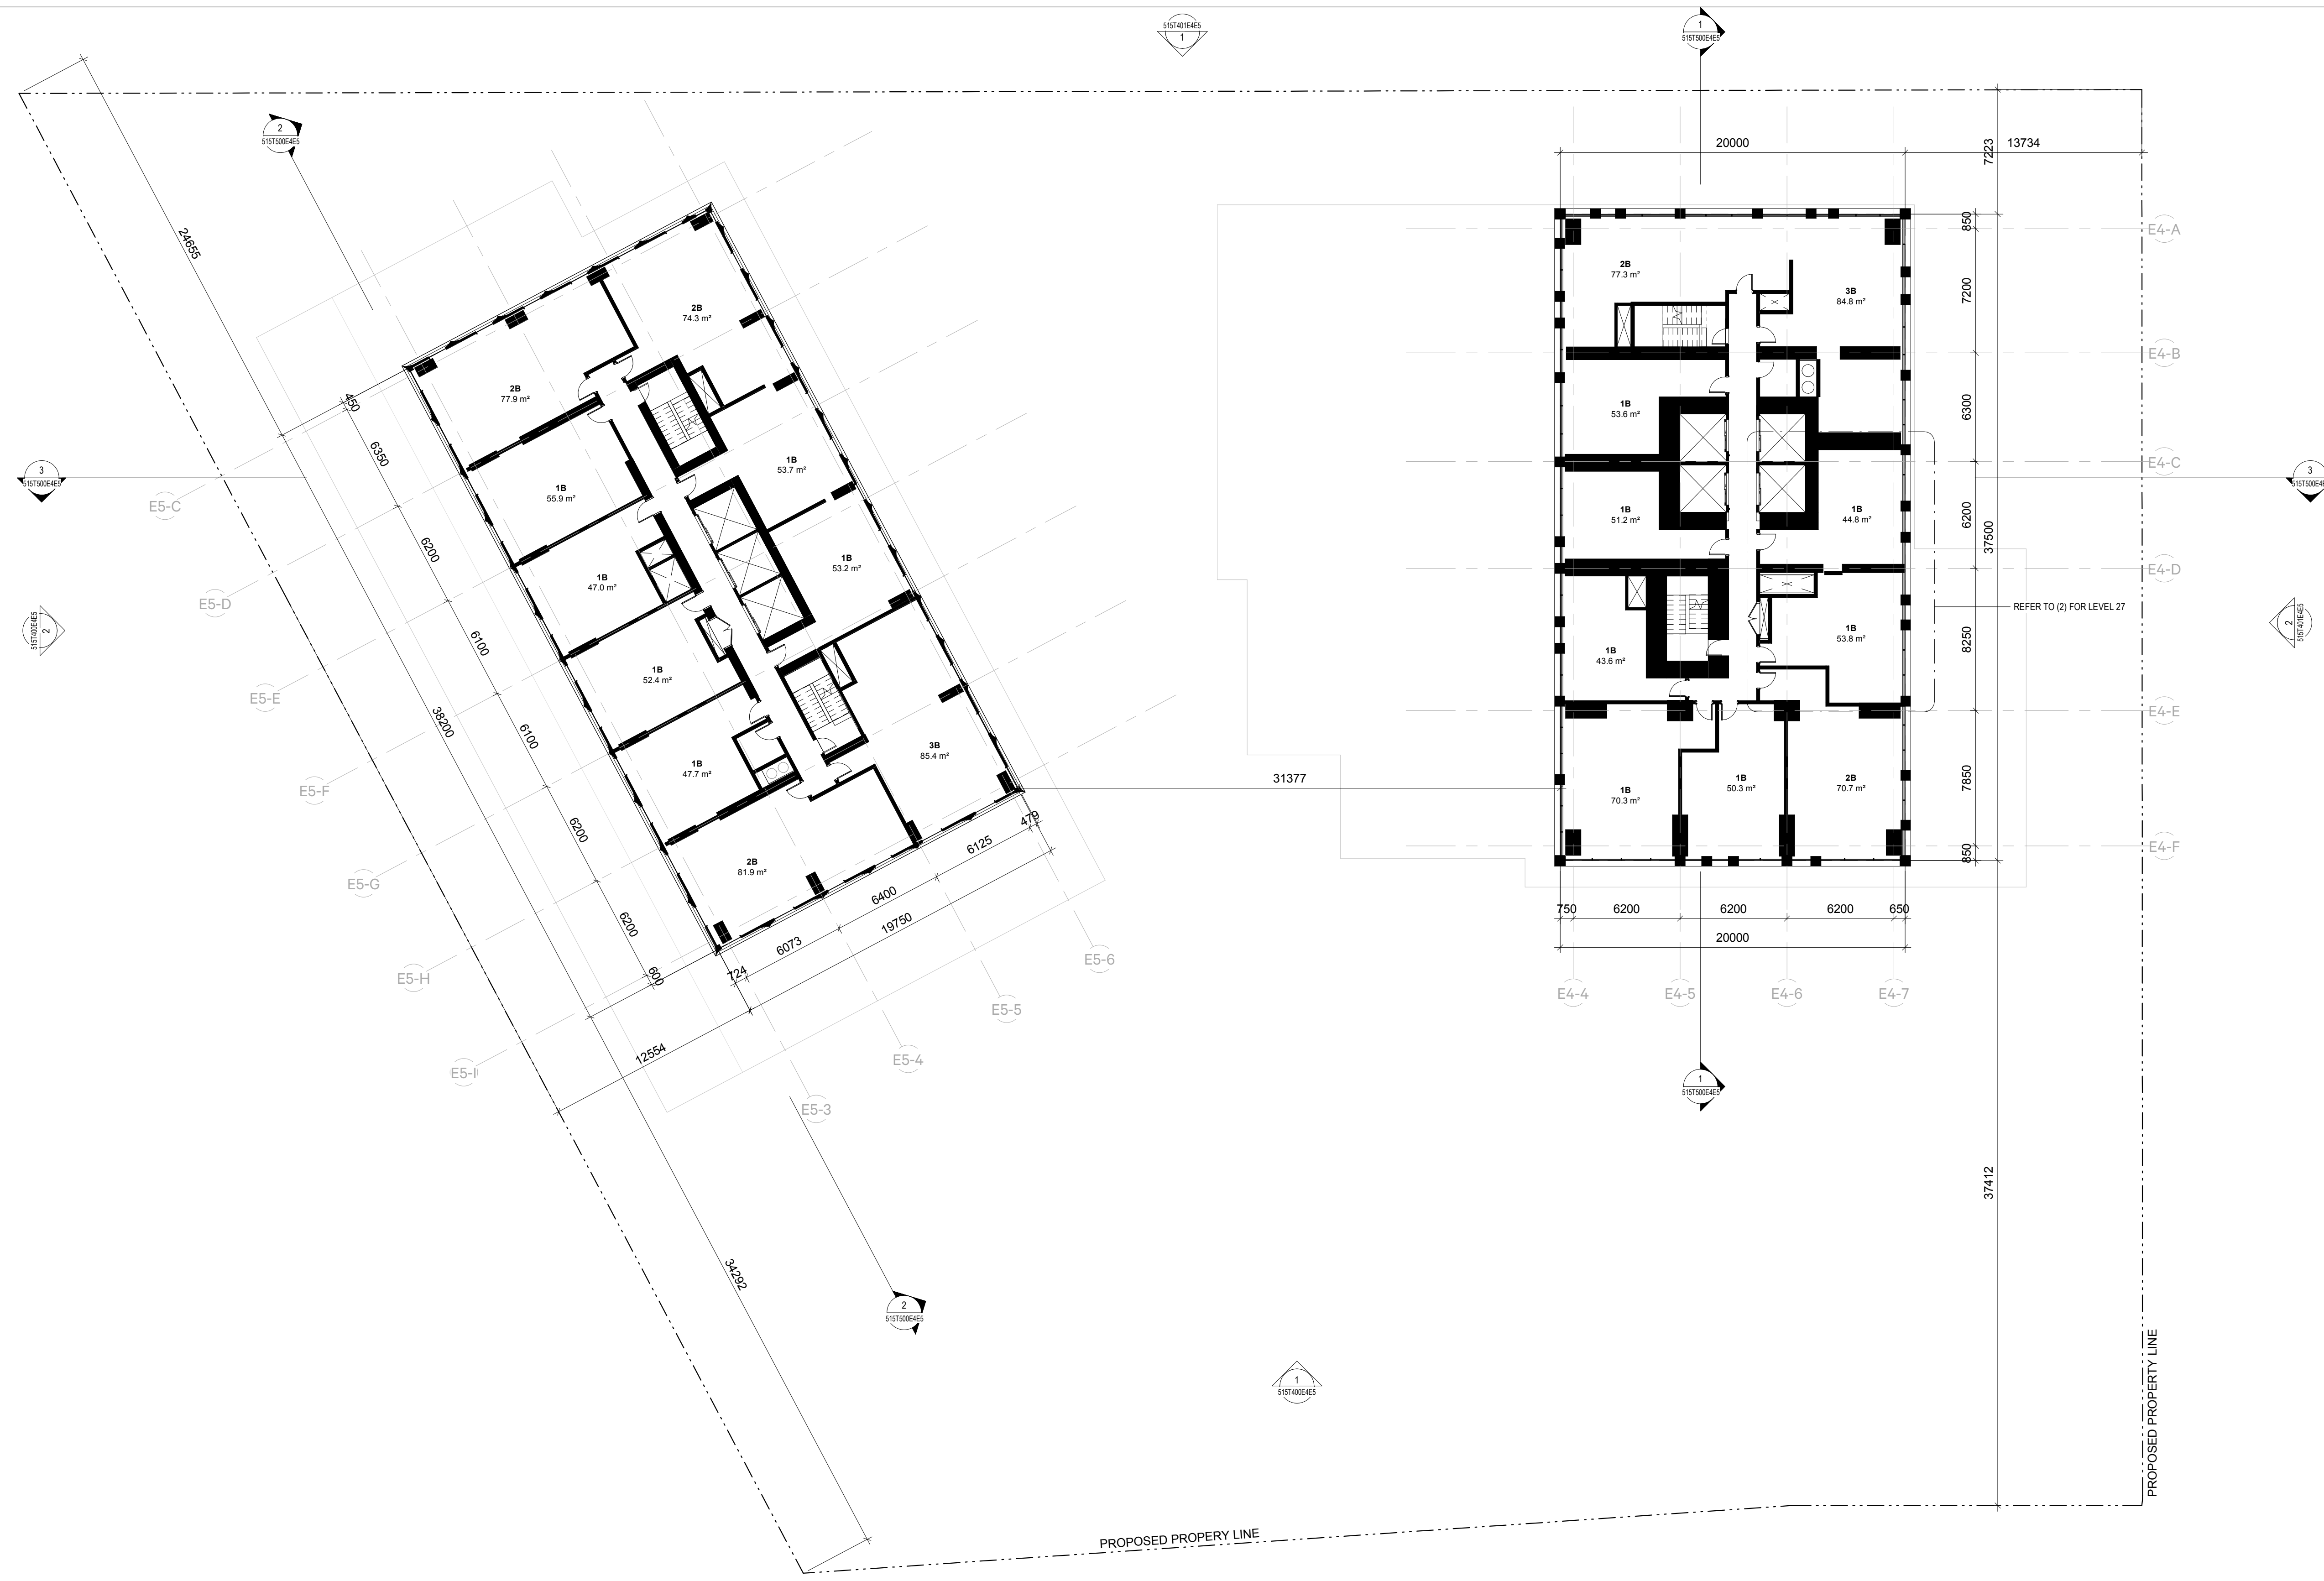 515T401E4E5
1
1
515T500E4E5
2
515T500E4E5
20000
7223
13734
24655
850
E4-A
2B
74.3 m²
2B
77.3 m²
3B
84.8 m²
7200
E4-B
2B
77.9 m²
450
6350
1B
53.6 m²
6300
1B
53.7 m²
3
515T500E4E5
E4-C
3
1B
55.9 m²
E5-C
1B
51.2 m²
1B
44.8 m²
6200
37500
6200
1B
53.2 m²
E4-D
1B
47.0 m²
E5-D
REFER TO (2) FOR LEVEL 27
515T400E4E5
2
2
515T401E4E5
1B
53.8 m²
8250
6100
1B
43.6 m²
1B
52.4 m²
E5-E
38200
E4-E
6100
3B
85.4 m²
1B
47.7 m²
E5-F
31377
1B
70.3 m²
1B
50.3 m²
2B
70.7 m²
7850
6200
479
6125
850
E4-F
2B
81.9 m²
E5-G
6400
19750
750
6200
6200
6200
650
6200
6073
20000
E5-6
724
600
E5-H
E4-4
E4-5
E4-6
E4-7
E5-5
12554
E5-4
E5-I
E5-3
1
515T500E4E5
37412
34292
2
515T500E4E5
1
515T400E4E5
PROPOSED PROPERTY LINE
PROPOSED PROPERY LINE